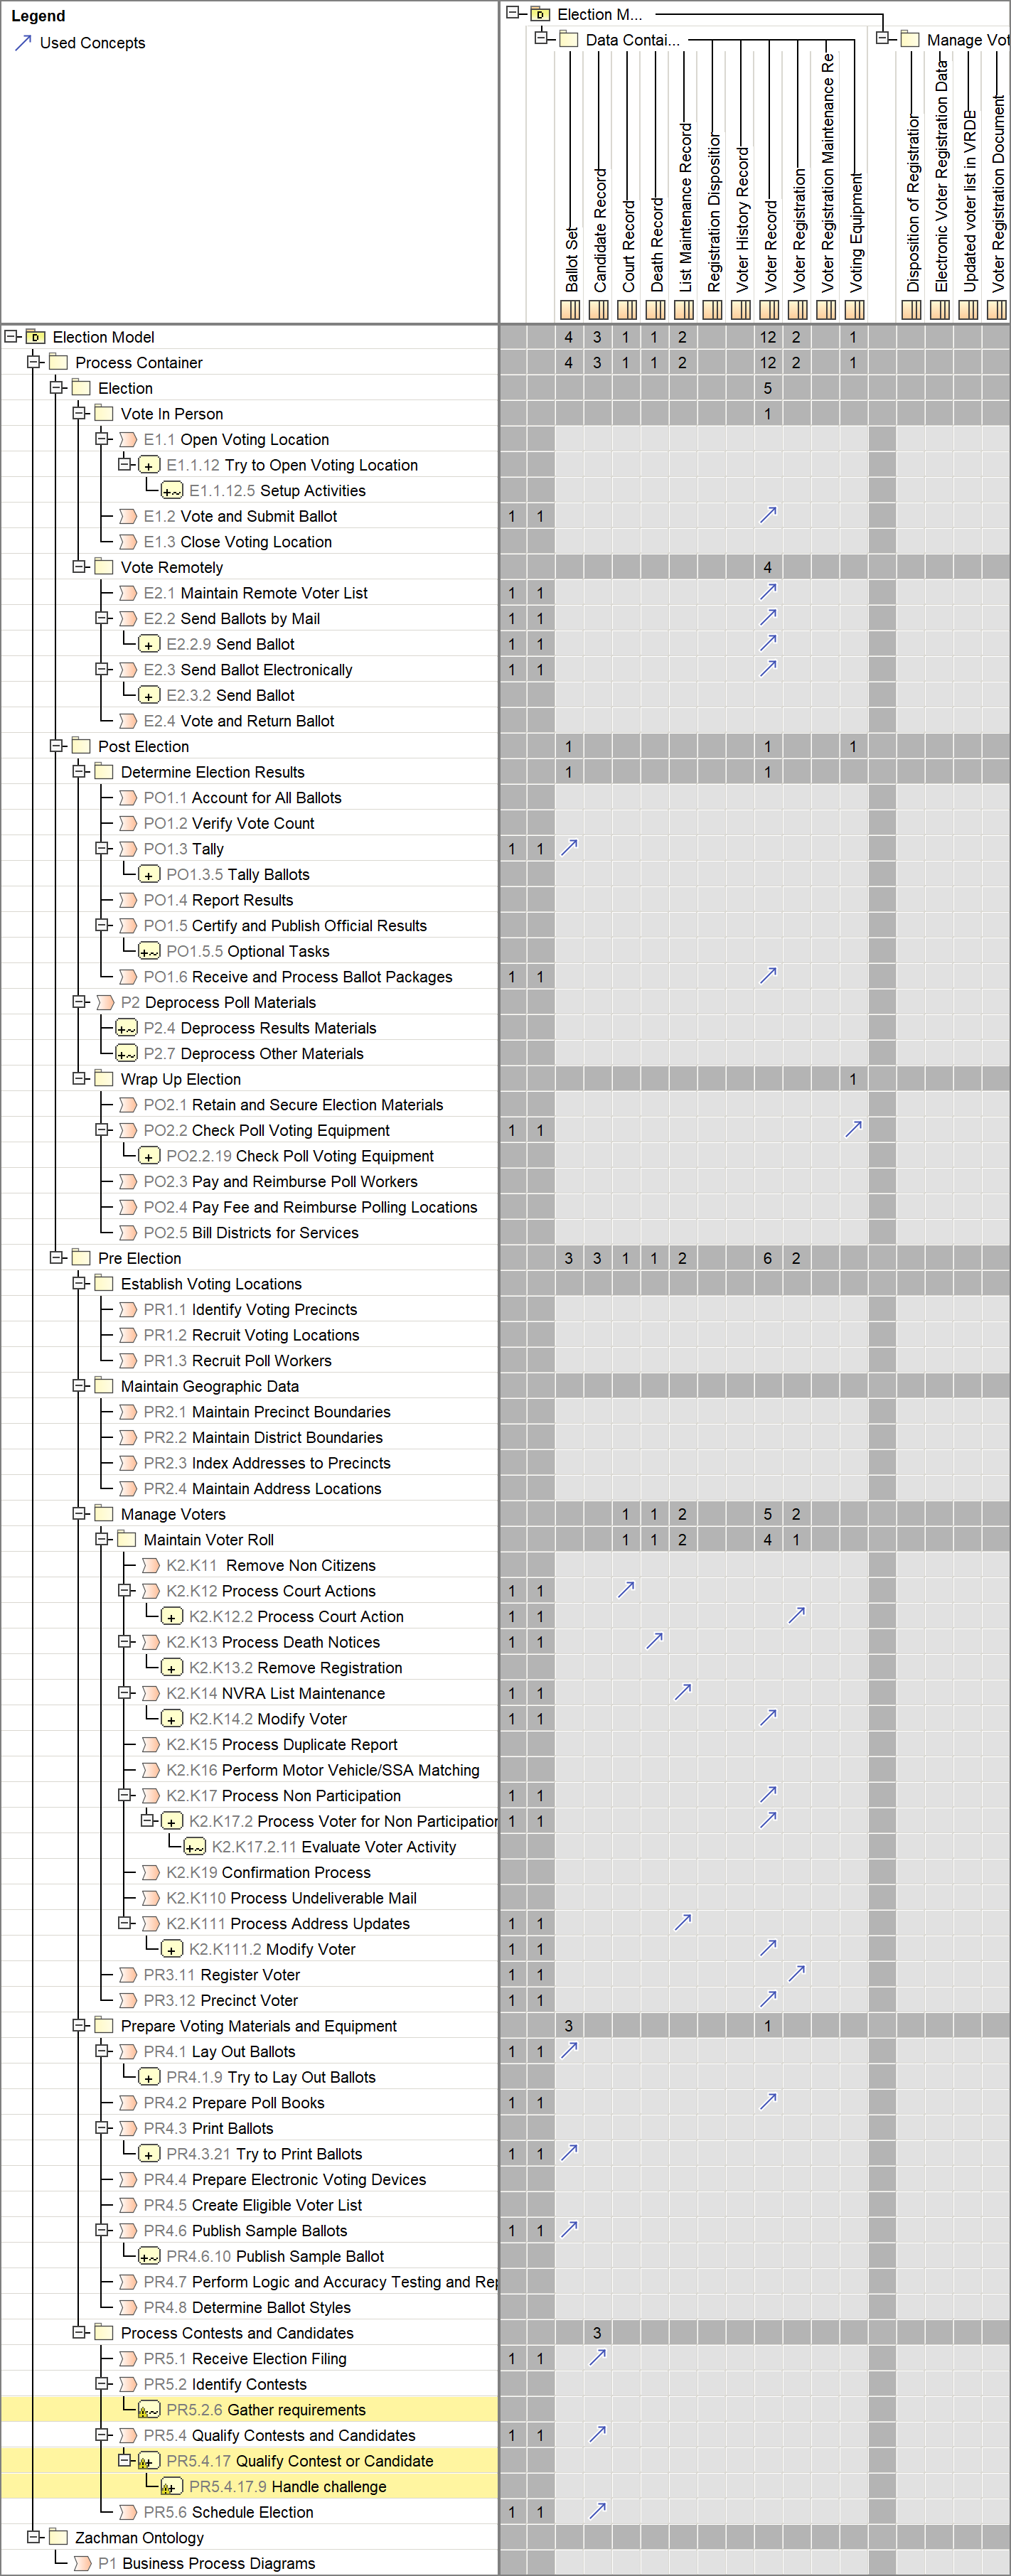 Legend
Used Concepts
Election M...
Data Contai...
Manage Vot
Ballot Set
Candidate Record
Court Record
Death Record
List Maintenance Record
Registration Disposition
Voter History Record
Voter Record
Voter Registration
Voter Registration Maintenance Re
Voting Equipment
Disposition of Registration
Electronic Voter Registration Data
Updated voter list in VRDE
Voter Registration Document
Election Model 4 3 1 1 2 12 2 1
Process Container 4 3 1 1 2 12 2 1
Election 5
Vote In Person 1
E1.1 Open Voting Location
E1.1.12 Try to Open Voting Location
E1.1.12.5 Setup Activities
E1.2 Vote and Submit Ballot 1 1
E1.3 Close Voting Location
Vote Remotely 4
E2.1 Maintain Remote Voter List 1 1
E2.2 Send Ballots by Mail 1 1
E2.2.9 Send Ballot 1 1
E2.3 Send Ballot Electronically 1 1
E2.3.2 Send Ballot
E2.4 Vote and Return Ballot
Post Election 1 1 1
Determine Election Results 1 1
PO1.1 Account for All Ballots
PO1.2 Verify Vote Count
PO1.3 Tally 1 1
PO1.3.5 Tally Ballots
PO1.4 Report Results
PO1.5 Certify and Publish Official Results
PO1.5.5 Optional Tasks
PO1.6 Receive and Process Ballot Packages 1 1
P2 Deprocess Poll Materials
P2.4 Deprocess Results Materials
P2.7 Deprocess Other Materials
Wrap Up Election 1
PO2.1 Retain and Secure Election Materials
PO2.2 Check Poll Voting Equipment 1 1
PO2.2.19 Check Poll Voting Equipment
PO2.3 Pay and Reimburse Poll Workers
PO2.4 Pay Fee and Reimburse Polling Locations
PO2.5 Bill Districts for Services
Pre Election 3 3 1 1 2 6 2
Establish Voting Locations
PR1.1 Identify Voting Precincts
PR1.2 Recruit Voting Locations
PR1.3 Recruit Poll Workers
Maintain Geographic Data
PR2.1 Maintain Precinct Boundaries
PR2.2 Maintain District Boundaries
PR2.3 Index Addresses to Precincts
PR2.4 Maintain Address Locations
Manage Voters 1 1 2 5 2
Maintain Voter Roll 1 1 2 4 1
K2.K11 Remove Non Citizens
K2.K12 Process Court Actions 1 1
K2.K12.2 Process Court Action 1 1
K2.K13 Process Death Notices 1 1
K2.K13.2 Remove Registration
K2.K14 NVRA List Maintenance 1 1
K2.K14.2 Modify Voter 1 1
K2.K15 Process Duplicate Report
K2.K16 Perform Motor Vehicle/SSA Matching
K2.K17 Process Non Participation 1 1
K2.K17.2 Process Voter for Non Participation 1 1
K2.K17.2.11 Evaluate Voter Activity
K2.K19 Confirmation Process
K2.K110 Process Undeliverable Mail
K2.K111 Process Address Updates 1 1
K2.K111.2 Modify Voter 1 1
PR3.11 Register Voter 1 1
PR3.12 Precinct Voter 1 1
Prepare Voting Materials and Equipment 3 1
PR4.1 Lay Out Ballots 1 1
PR4.1.9 Try to Lay Out Ballots
PR4.2 Prepare Poll Books 1 1
PR4.3 Print Ballots
PR4.3.21 Try to Print Ballots 1 1
PR4.4 Prepare Electronic Voting Devices
PR4.5 Create Eligible Voter List
PR4.6 Publish Sample Ballots 1 1
PR4.6.10 Publish Sample Ballot
PR4.7 Perform Logic and Accuracy Testing and Rep
PR4.8 Determine Ballot Styles
Process Contests and Candidates 3
PR5.1 Receive Election Filing 1 1
PR5.2 Identify Contests
PR5.2.6 Gather requirements
PR5.4 Qualify Contests and Candidates 1 1
PR5.4.17 Qualify Contest or Candidate
PR5.4.17.9 Handle challenge
PR5.6 Schedule Election 1 1
Zachman Ontology
P1 Business Process Diagrams